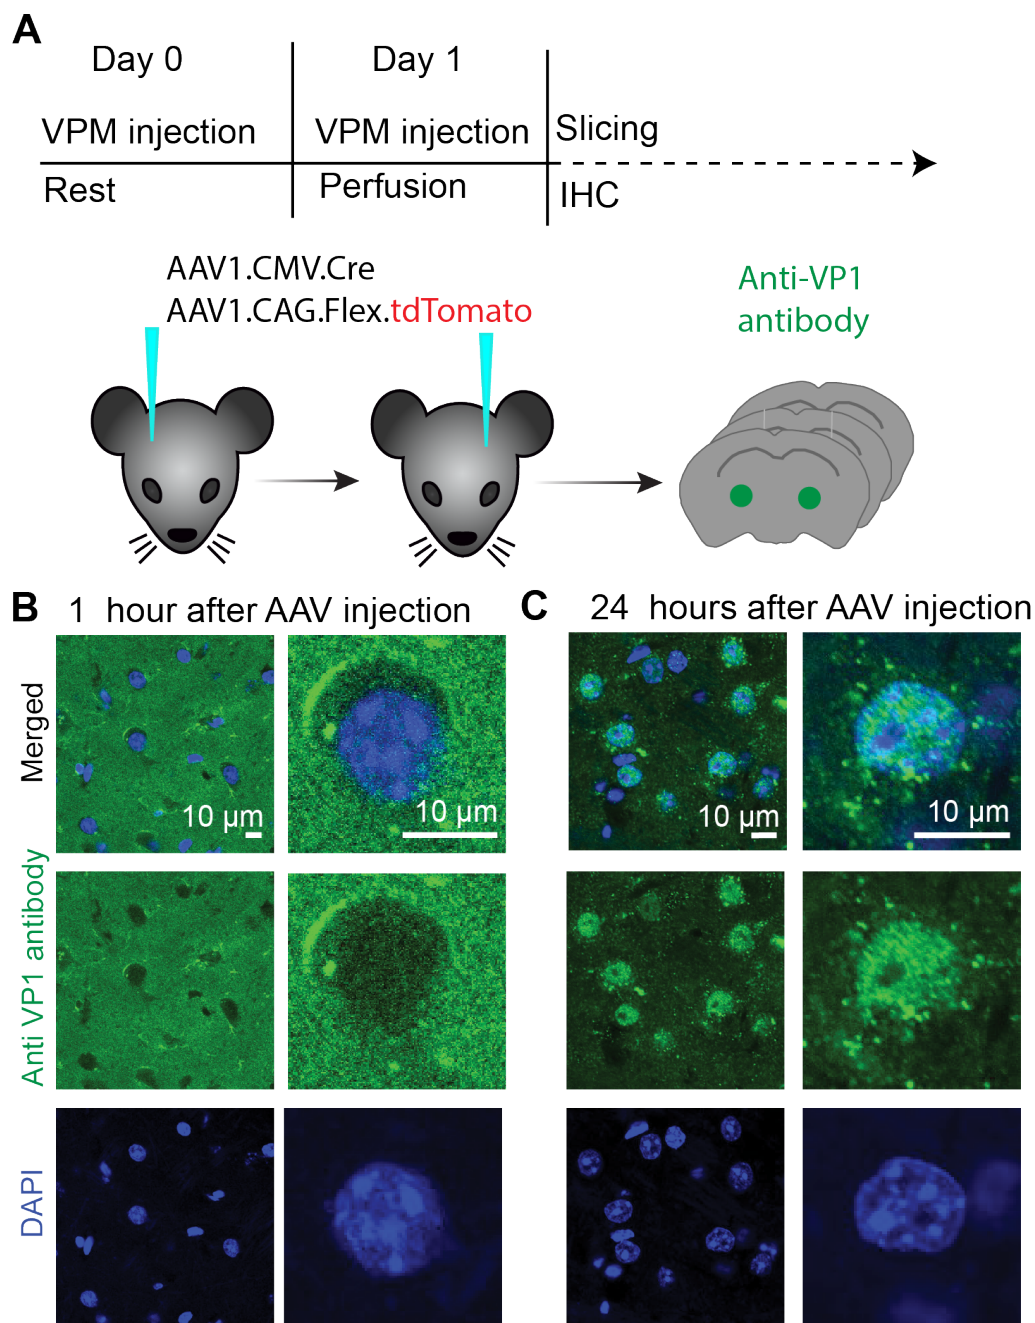 A
Day 0
Day 1
VPM injection
VPM injection
Slicing
Rest
Perfusion
IHC
AAV1.CMV.Cre
AAV1.CAG.Flex.tdTomato
Anti-VP1
antibody
B 1 hour after AAV injection
C 24 hours after AAV injection
Merged
10 µm
10 µm
10 µm
10 µm
Anti VP1 antibody
DAPI